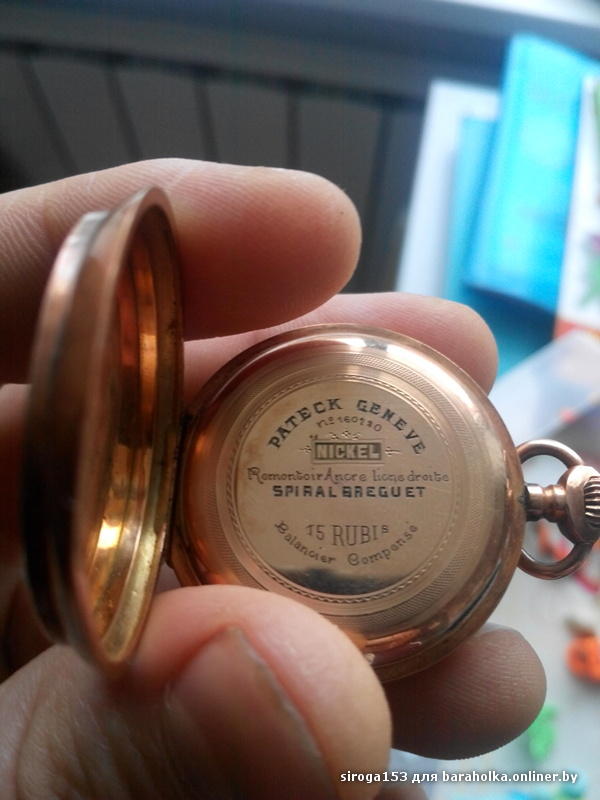 PATECK GENEVE
Nº 160120
NICKEL
Remontoir Ancre ligne droite
SPIRAL BREGUET
15 RUBIS
Balancier Compensé
siroga153 для baraholka.onliner.by